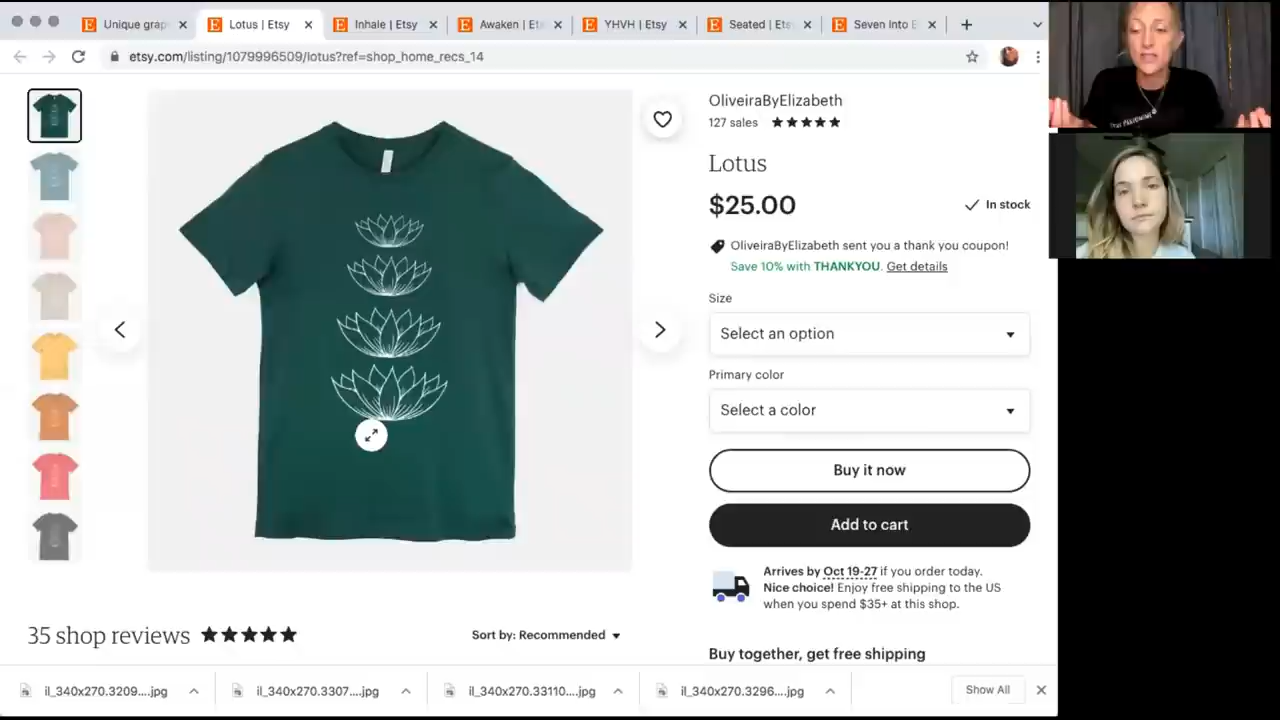 Unique grap
Lotus | Etsy
Inhale | Etsy
Awaken | Ets
YHVH | Etsy
Seated | Etsy
Seven Into E
etsy.com/listing/1079996509/lotus?ref=shop_home_recs_14
OliveiraByElizabeth
127 sales
Lotus
$25.00
In stock
OliveiraByElizabeth sent you a thank you coupon!
Save 10% with THANKYOU. Get details
Size
Select an option
Primary color
Select a color
Buy it now
Add to cart
Arrives by Oct 19-27 if you order today.
Nice choice! Enjoy free shipping to the US
when you spend $35+ at this shop.
35 shop reviews
Sort by: Recommended
Buy together, get free shipping
il_340x270.3209....jpg
il_340x270.3307....jpg
il_340x270.33110....jpg
il_340x270.3296....jpg
Show All